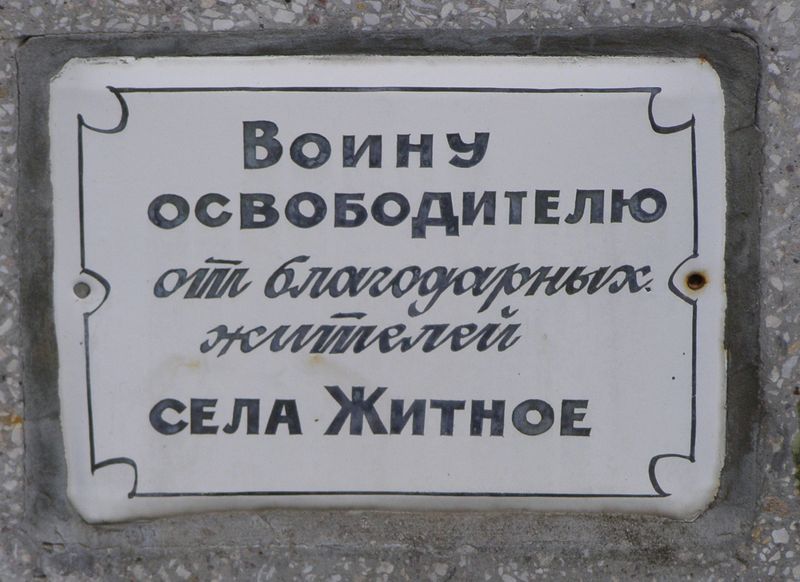 Воину
освободителю
от благодарных
жителей
села Житное